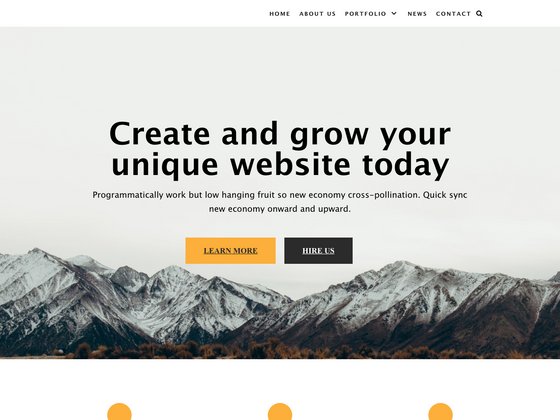 HOME ABOUT US PORTFOLIO NEWS CONTACT
Create and grow your
unique website today
Programmatically work but low hanging fruit so new economy cross-pollination. Quick sync
new economy onward and upward.
LEARN MORE HIRE US